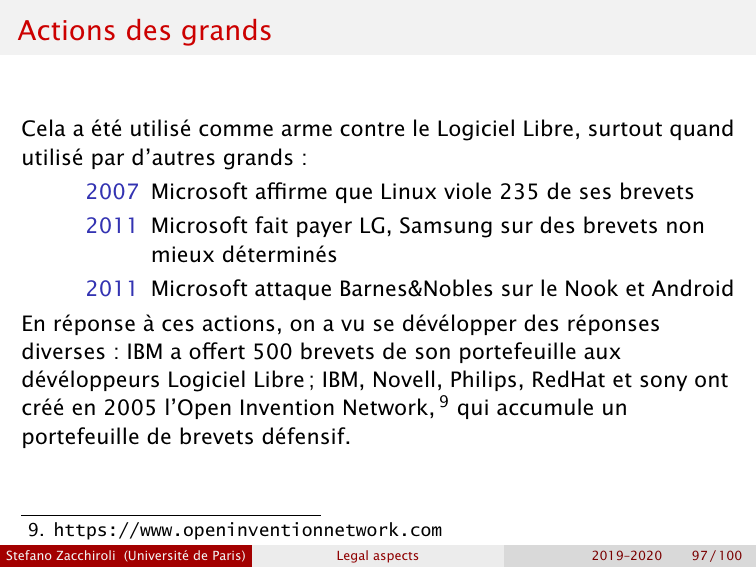 Actions des grands
Cela a été utilisé comme arme contre le Logiciel Libre, surtout quand
utilisé par d’autres grands :
2007 Microsoft affirme que Linux viole 235 de ses brevets
2011 Microsoft fait payer LG, Samsung sur des brevets non
mieux déterminés
2011 Microsoft attaque Barnes&Nobles sur le Nook et Android
En réponse à ces actions, on a vu se dévélopper des réponses
diverses : IBM a offert 500 brevets de son portefeuille aux
dévéloppeurs Logiciel Libre ; IBM, Novell, Philips, RedHat et sony ont
créé en 2005 l’Open Invention Network, 9 qui accumule un
portefeuille de brevets défensif.
9. https://www.openinventionnetwork.com
Stefano Zacchiroli (Université de Paris) Legal aspects 2019–2020 97 / 100